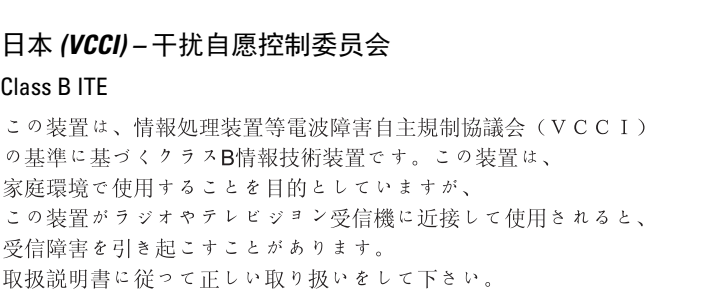 日本 (VCCI) – 干扰自愿控制委员会
Class B ITE
この装置は、情報処理装置等電波障害自主規制協議会（ＶＣＣＩ）
の基準に基づくクラスB情報技術装置です。この装置は、
家庭環境で使用することを目的としていますが、
この装置がラジオやテレビジョン受信機に近接して使用されると、
受信障害を引き起こすことがあります。
取扱説明書に従つて正しい取り扱いをして下さい。